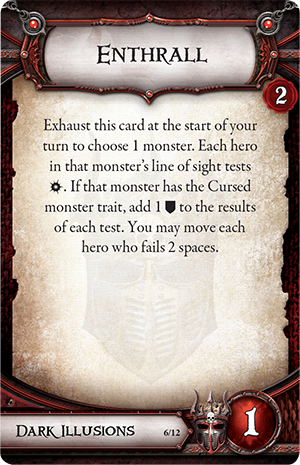 Enthrall
2
Exhaust this card at the start of your
turn to choose 1 monster. Each hero
in that monster's line of sight tests
. If that monster has the Cursed
monster trait, add 1 to the results
of each test. You may move each
hero who fails 2 spaces.
Dark Illusions 6/12
1